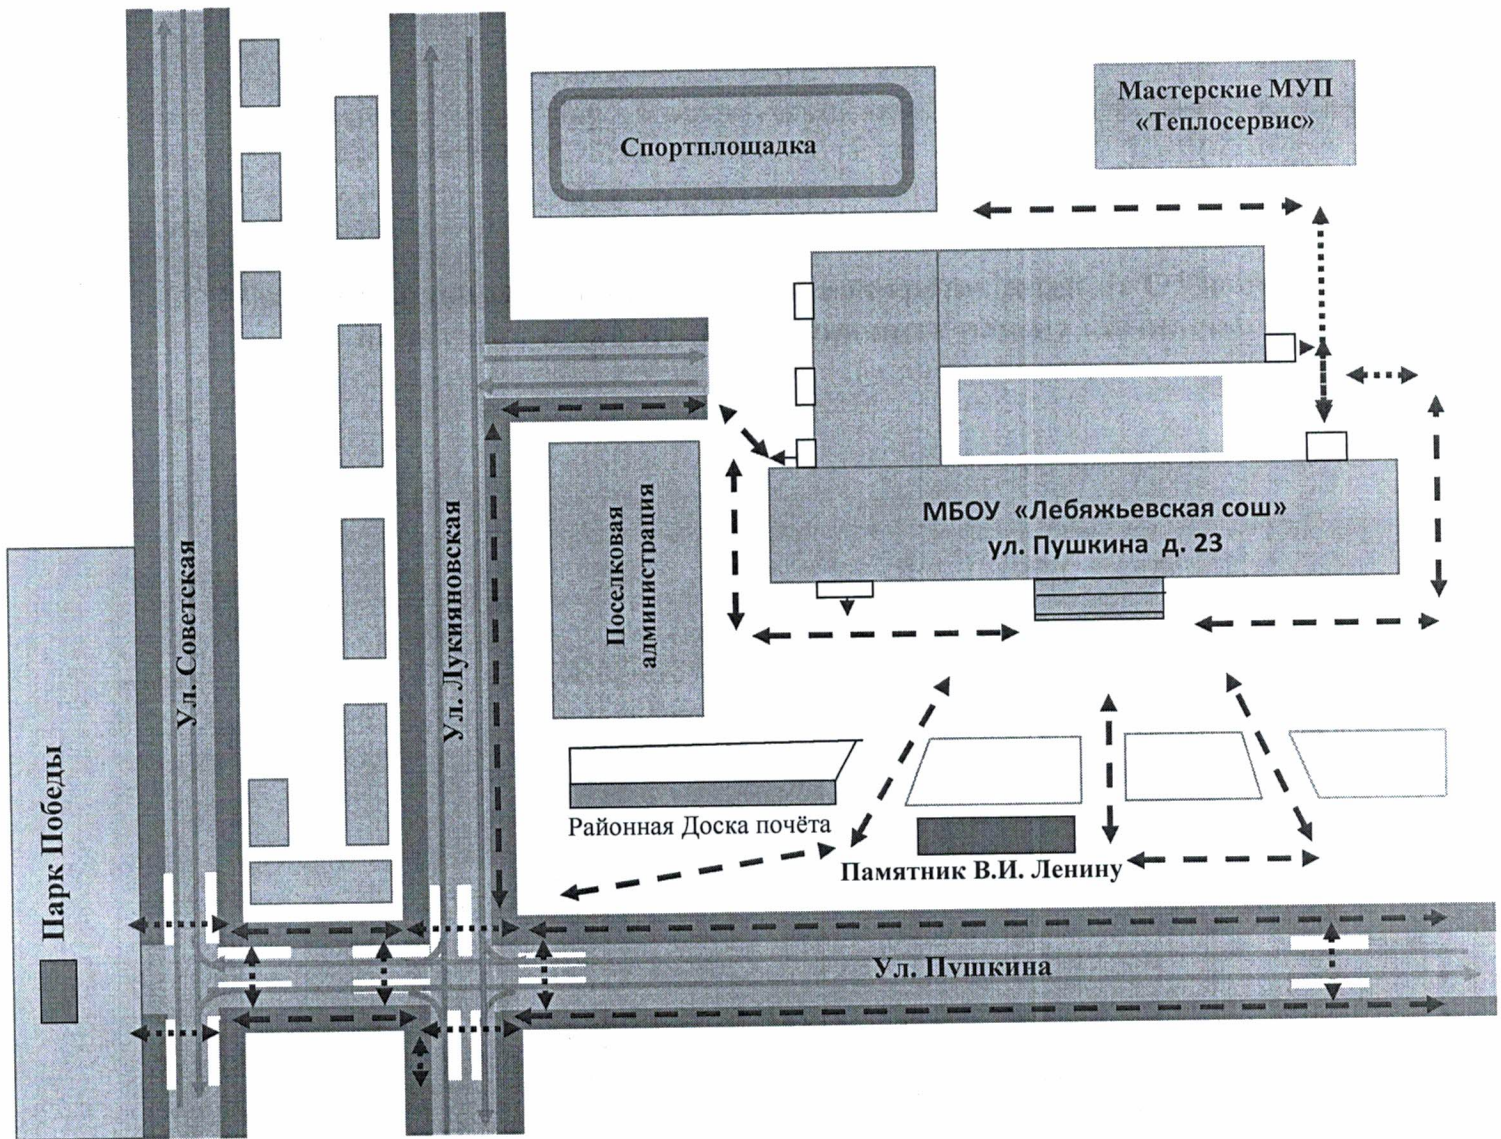 Мастерские МУП
«Теплосервис»
Спортплощадка
МБОУ «Лебяжьевская сош»
ул. Пушкина д. 23
Поселковая
администрация
Ул. Советская
Ул. Лукияновская
Парк Победы
Районная Доска почёта
Памятник В.И. Ленину
Ул. Пушкина